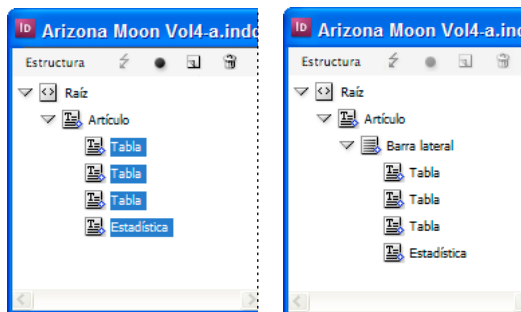 Arizona Moon Vol4-a.indd
Estructura
Raíz
Artículo
Tabla
Tabla
Tabla
Estadística
Arizona Moon Vol4-a.ind
Estructura
Raíz
Artículo
Barra lateral
Tabla
Tabla
Tabla
Estadística